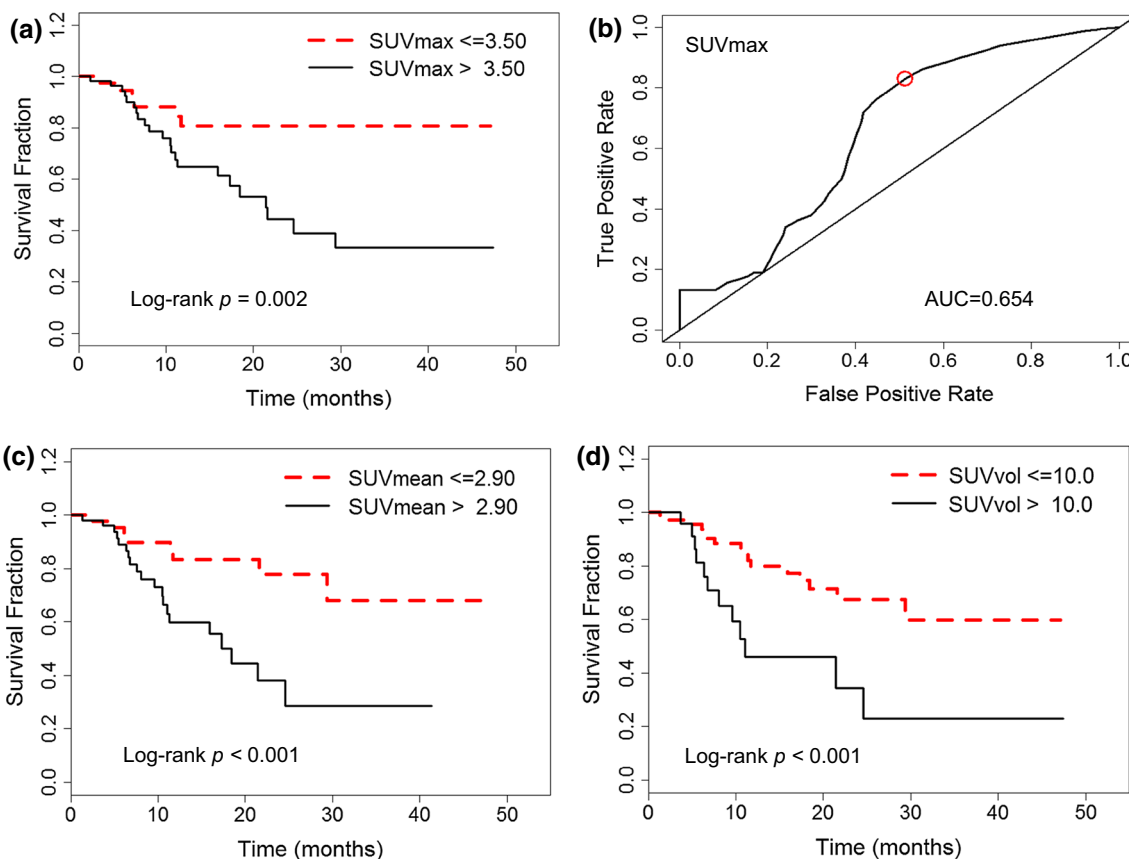 (a)
SUVmax <=3.50
SUVmax > 3.50
Survival Fraction
1.2
1.0
0.8
0.6
0.4
0.2
0.0
Log-rank p = 0.002
0 10 20 30 40 50
Time (months)
(b)
SUVmax
True Positive Rate
1.0
0.8
0.6
0.4
0.2
0.0
AUC=0.654
0.0 0.2 0.4 0.6 0.8 1.0
False Positive Rate
(c)
SUVmean <=2.90
SUVmean > 2.90
Survival Fraction
1.2
1.0
0.8
0.6
0.4
0.2
0.0
Log-rank p < 0.001
0 10 20 30 40 50
Time (months)
(d)
SUVvol <=10.0
SUVvol > 10.0
Survival Fraction
1.2
1.0
0.8
0.6
0.4
0.2
0.0
Log-rank p < 0.001
0 10 20 30 40 50
Time (months)